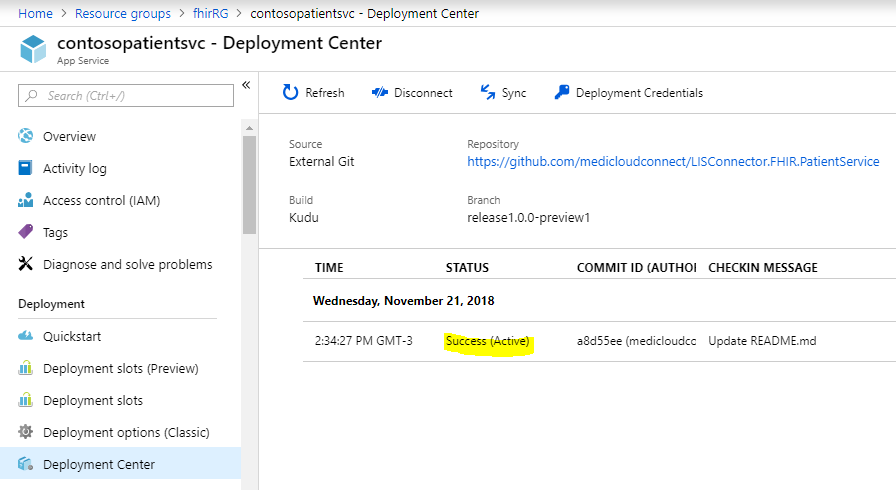 Home > Resource groups > fhirRG > contosopatientsvc - Deployment Center
contosopatientsvc - Deployment Center
App Service
Search (Ctrl+/)
«
Overview
Activity log
Access control (IAM)
Tags
Diagnose and solve problems
Deployment
Quickstart
Deployment slots (Preview)
Deployment slots
Deployment options (Classic)
Deployment Center
Refresh Disconnect Sync Deployment Credentials
Source Repository
External Git https://github.com/medicloudconnect/LISConnector.FHIR.PatientService
Build Branch
Kudu release1.0.0-preview1
TIME STATUS COMMIT ID (AUTHOI CHECKIN MESSAGE
Wednesday, November 21, 2018
2:34:27 PM GMT-3 Success (Active) a8d55ee (medicloudcc Update README.md